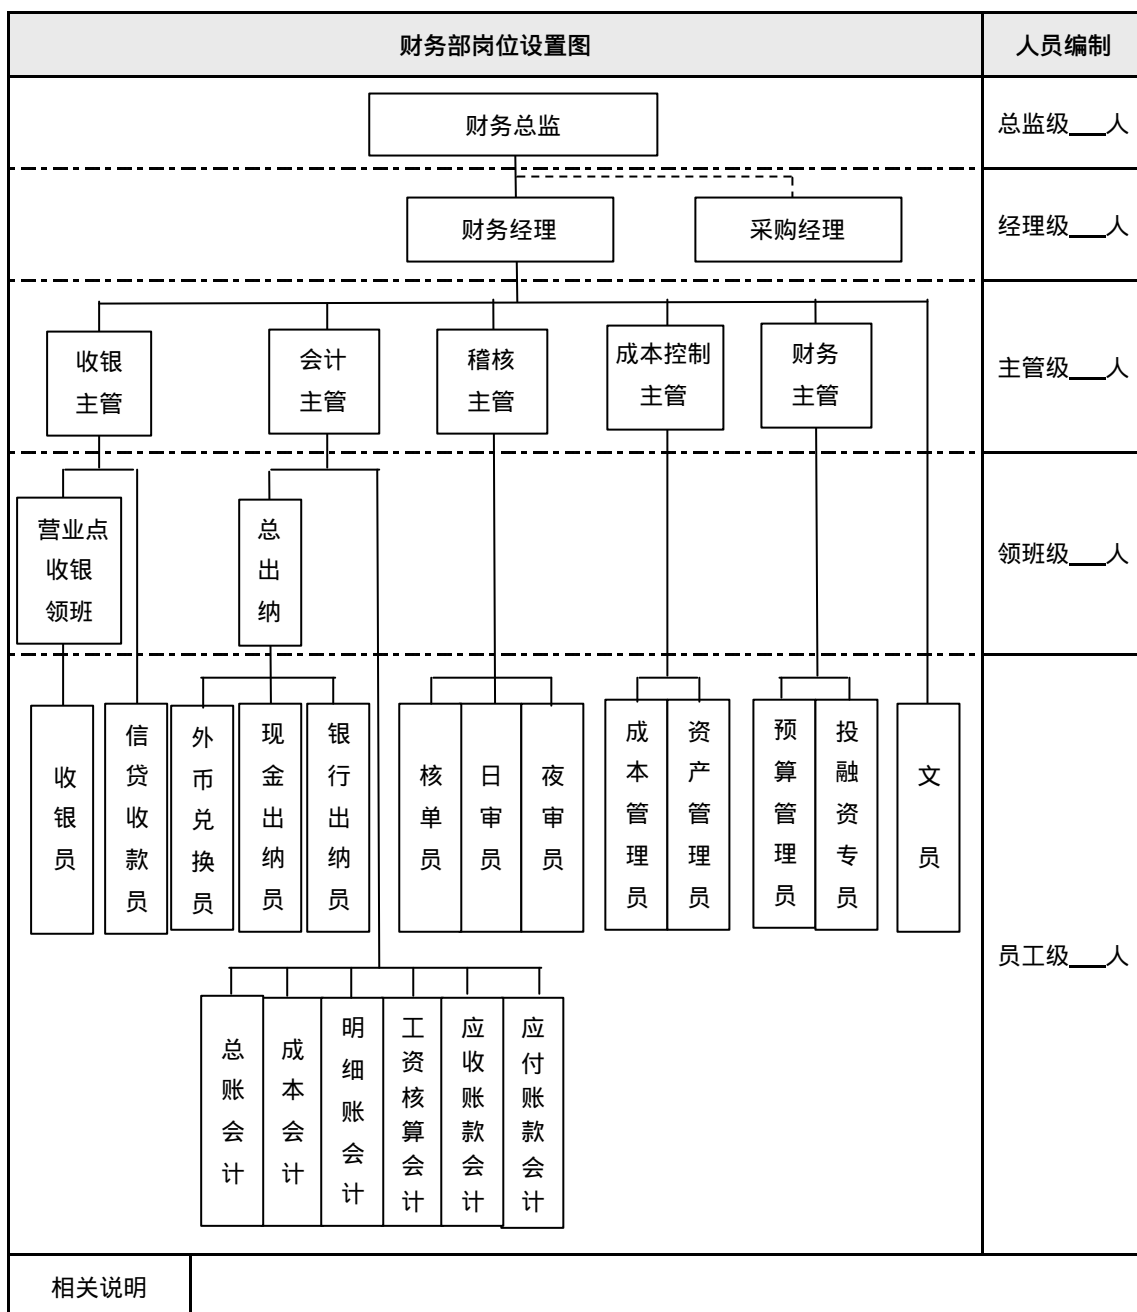 财务部岗位设置图
人员编制
财务总监
总监级___人
财务经理
采购经理
经理级___人
收银
主管
会计
主管
稽核
主管
成本控制
主管
财务
主管
主管级___人
营业点
收银
领班
总出纳
领班级___人
收银员
信贷收款员
外币兑换员
现金出纳员
银行出纳员
核单员
日审员
夜审员
成本管理员
资产管理员
预算管理员
投融资专员
文员
员工级___人
总账会计
成本会计
明细账会计
工资核算会计
应收账款会计
应付账款会计
相关说明